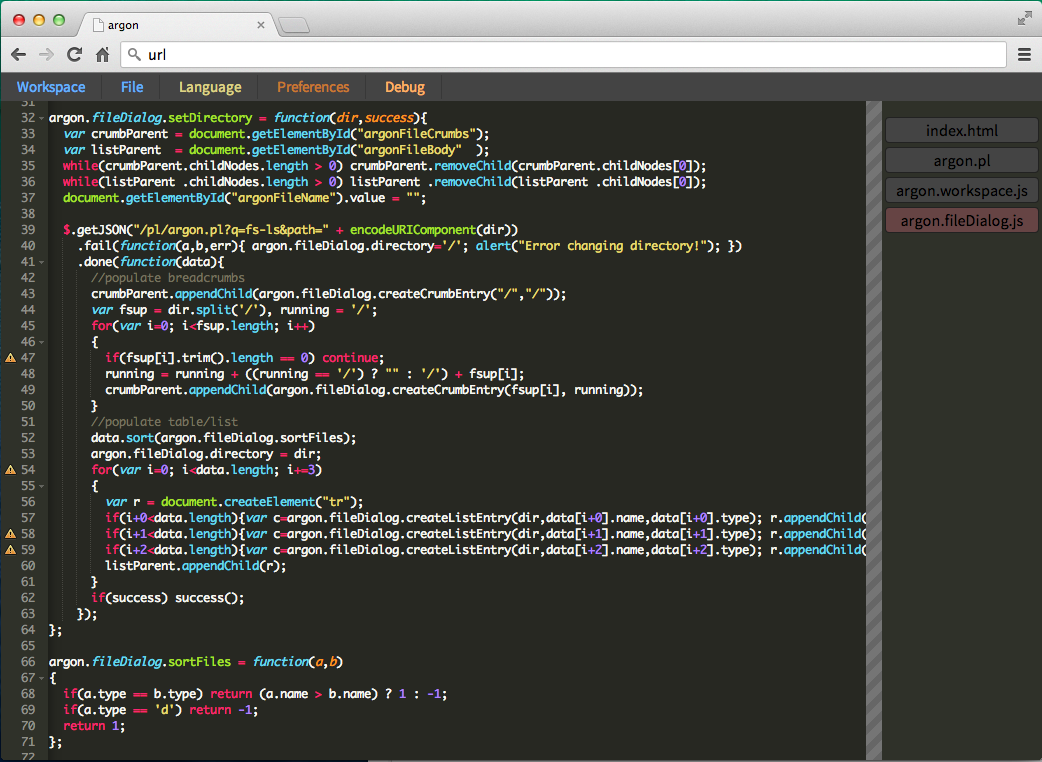 argon
url
Workspace File Language Preferences Debug
31
32 argon.fileDialog.setDirectory = function(dir,success){
33 var crumbParent = document.getElementById("argonFileCrumbs");
34 var listParent  = document.getElementById("argonFileBody"  );
35 while(crumbParent.childNodes.length > 0) crumbParent.removeChild(crumbParent.childNodes[0]);
36 while(listParent .childNodes.length > 0) listParent .removeChild(listParent .childNodes[0]);
37 document.getElementById("argonFileName").value = "";
38
39 $.getJSON("/pl/argon.pl?q=fs-ls&path=" + encodeURIComponent(dir))
40 .fail(function(a,b,err){ argon.fileDialog.directory='/'; alert("Error changing directory!"); })
41 .done(function(data){
42 //populate breadcrumbs
43 crumbParent.appendChild(argon.fileDialog.createCrumbEntry("/","/"));
44 var fsup = dir.split('/'), running = '/';
45 for(var i=0; i<fsup.length; i++)
46 {
47 if(fsup[i].trim().length == 0) continue;
48 running = running + ((running == '/') ? "" : '/') + fsup[i];
49 crumbParent.appendChild(argon.fileDialog.createCrumbEntry(fsup[i], running));
50 }
51 //populate table/list
52 data.sort(argon.fileDialog.sortFiles);
53 argon.fileDialog.directory = dir;
54 for(var i=0; i<data.length; i+=3)
55 {
56 var r = document.createElement("tr");
57 if(i+0<data.length){var c=argon.fileDialog.createListEntry(dir,data[i+0].name,data[i+0].type); r.appendChild(
58 if(i+1<data.length){var c=argon.fileDialog.createListEntry(dir,data[i+1].name,data[i+1].type); r.appendChild(
59 if(i+2<data.length){var c=argon.fileDialog.createListEntry(dir,data[i+2].name,data[i+2].type); r.appendChild(
60 listParent.appendChild(r);
61 }
62 if(success) success();
63 });
64 };
65
66 argon.fileDialog.sortFiles = function(a,b)
67 {
68 if(a.type == b.type) return (a.name > b.name) ? 1 : -1;
69 if(a.type == 'd') return -1;
70 return 1;
71 };
72
index.html
argon.pl
argon.workspace.js
argon.fileDialog.js